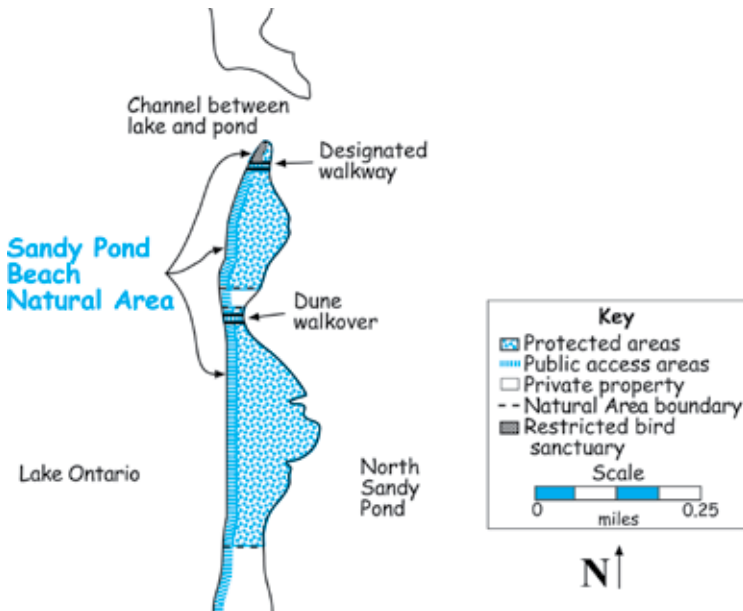 Channel between
lake and pond
Designated
walkway
Sandy Pond
Beach
Natural Area
Dune
walkover
Lake Ontario
North
Sandy
Pond
Key
Protected areas
Public access areas
Private property
Natural Area boundary
Restricted bird
sanctuary
Scale
0 0.25
miles
N